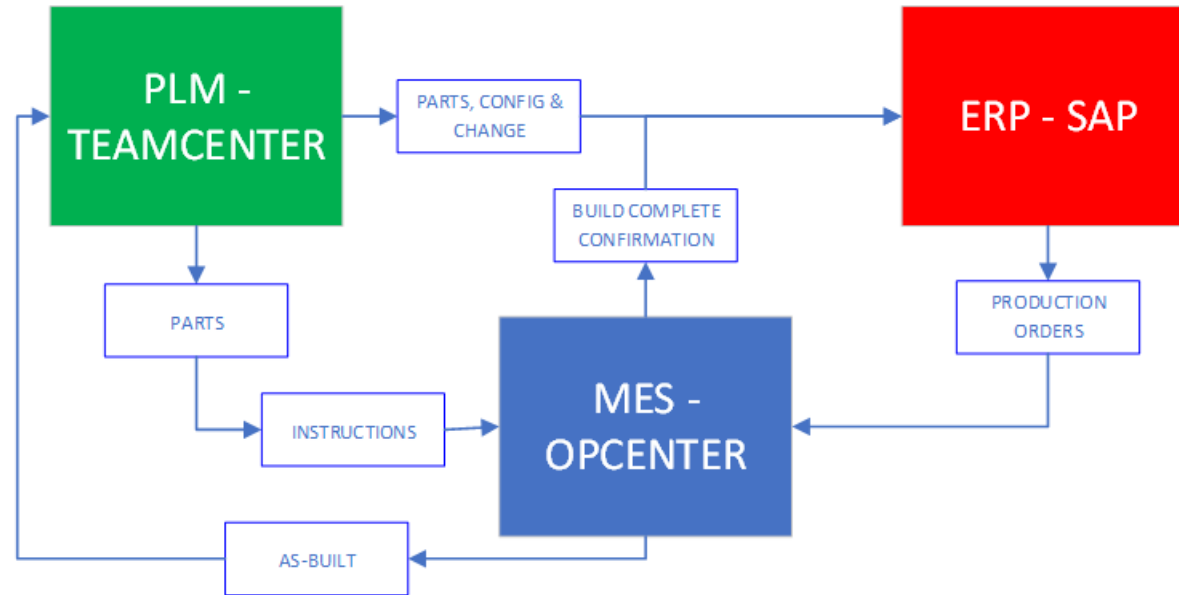 PLM -
TEAMCENTER
PARTS, CONFIG &
CHANGE
ERP - SAP
BUILD COMPLETE
CONFIRMATION
PARTS
PRODUCTION
ORDERS
MES -
OPCENTER
INSTRUCTIONS
AS-BUILT